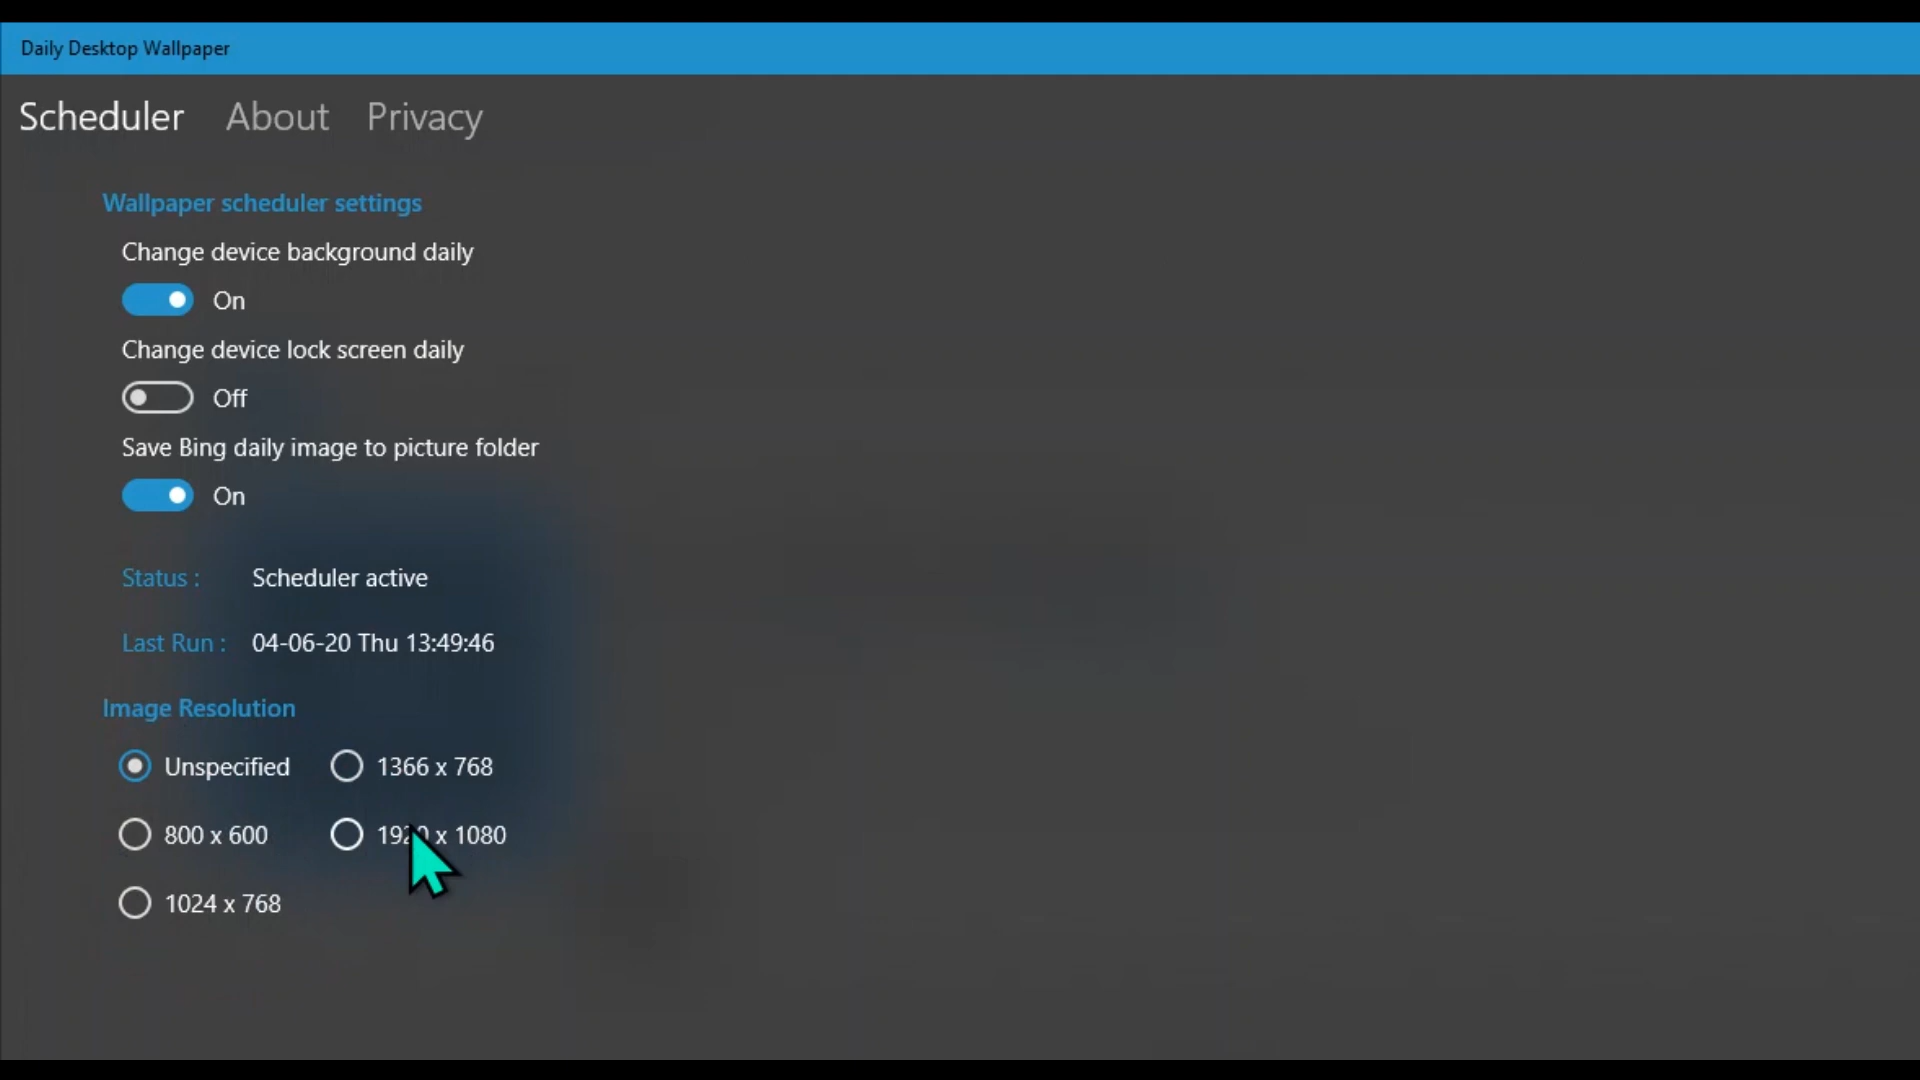 Daily Desktop Wallpaper
Scheduler About Privacy
Wallpaper scheduler settings
Change device background daily
On
Change device lock screen daily
Off
Save Bing daily image to picture folder
On
Status : Scheduler active
Last Run : 04-06-20 Thu 13:49:46
Image Resolution
Unspecified 1366 x 768
800 x 600 1920 x 1080
1024 x 768